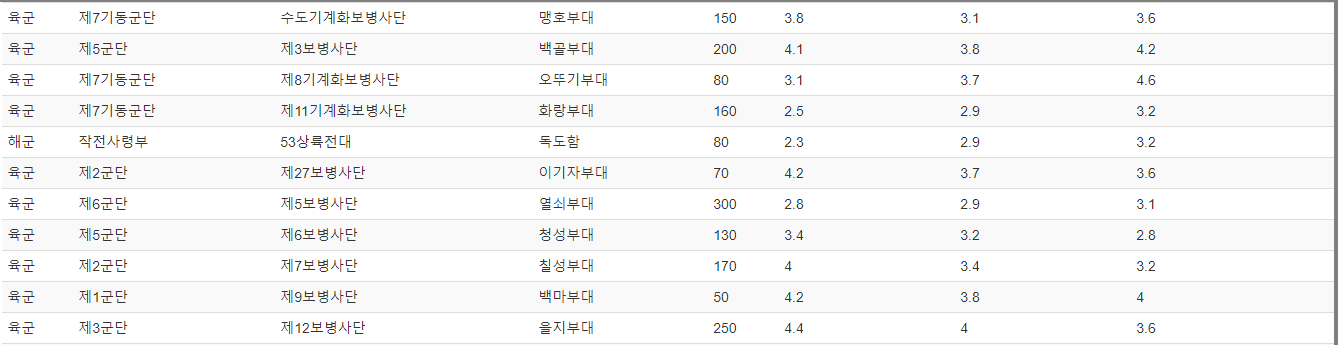 육군 제7기동군단 수도기계화보병사단 맹호부대 150 3.8 3.1 3.6
육군 제5군단 제3보병사단 백골부대 200 4.1 3.8 4.2
육군 제7기동군단 제8기계화보병사단 오뚜기부대 80 3.1 3.7 4.6
육군 제7기동군단 제11기계화보병사단 화랑부대 160 2.5 2.9 3.2
해군 작전사령부 53상륙전대 독도함 80 2.3 2.9 3.2
육군 제2군단 제27보병사단 이기자부대 70 4.2 3.7 3.6
육군 제6군단 제5보병사단 열쇠부대 300 2.8 2.9 3.1
육군 제5군단 제6보병사단 청성부대 130 3.4 3.2 2.8
육군 제2군단 제7보병사단 칠성부대 170 4 3.4 3.2
육군 제1군단 제9보병사단 백마부대 50 4.2 3.8 4
육군 제3군단 제12보병사단 을지부대 250 4.4 4 3.6